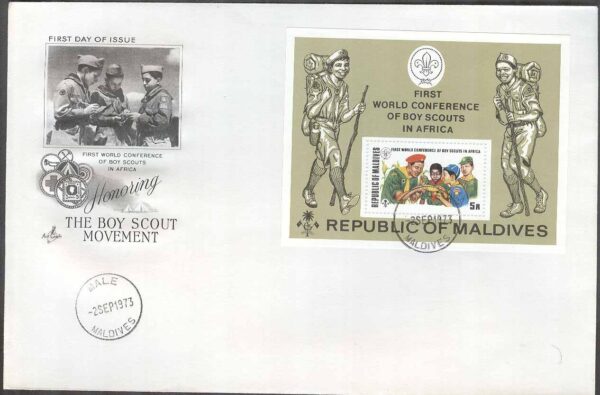 FIRST DAY OF ISSUE
FIRST WORLD CONFERENCE
OF BOY SCOUTS
IN AFRICA
Honoring
THE BOY SCOUT
MOVEMENT
MALE
-2SEP1973
MALDIVES
FIRST
WORLD CONFERENCE
OF BOY SCOUTS
IN AFRICA
FIRST WORLD CONFERENCE OF BOY SCOUTS IN AFRICA
REPUBLIC OF MALDIVES
5R
REPUBLIC OF MALDIVES
-2SEP1973
MALDIVES